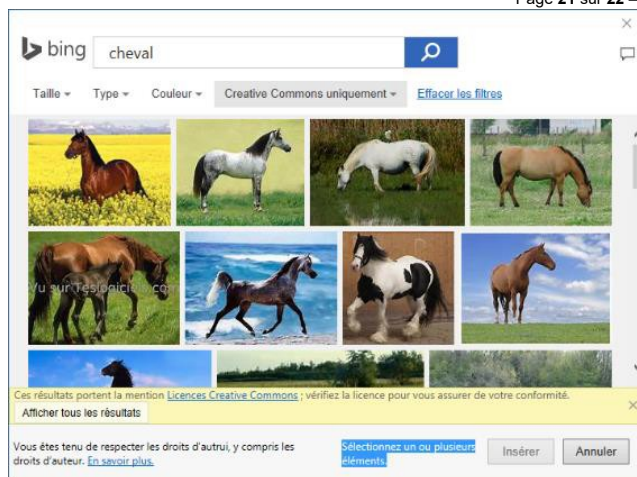 Page 21 sur 22
bing
cheval
Taille Type Couleur Creative Commons uniquement Effacer les filtres
Vu sur Teslogiciels.com
Ces résultats portent la mention Licences Creative Commons ; vérifiez la licence pour vous assurer de votre conformité.
Afficher tous les résultats
Vous êtes tenu de respecter les droits d'autrui, y compris les
droits d'auteur. En savoir plus.
Sélectionnez un ou plusieurs
éléments.
Insérer Annuler